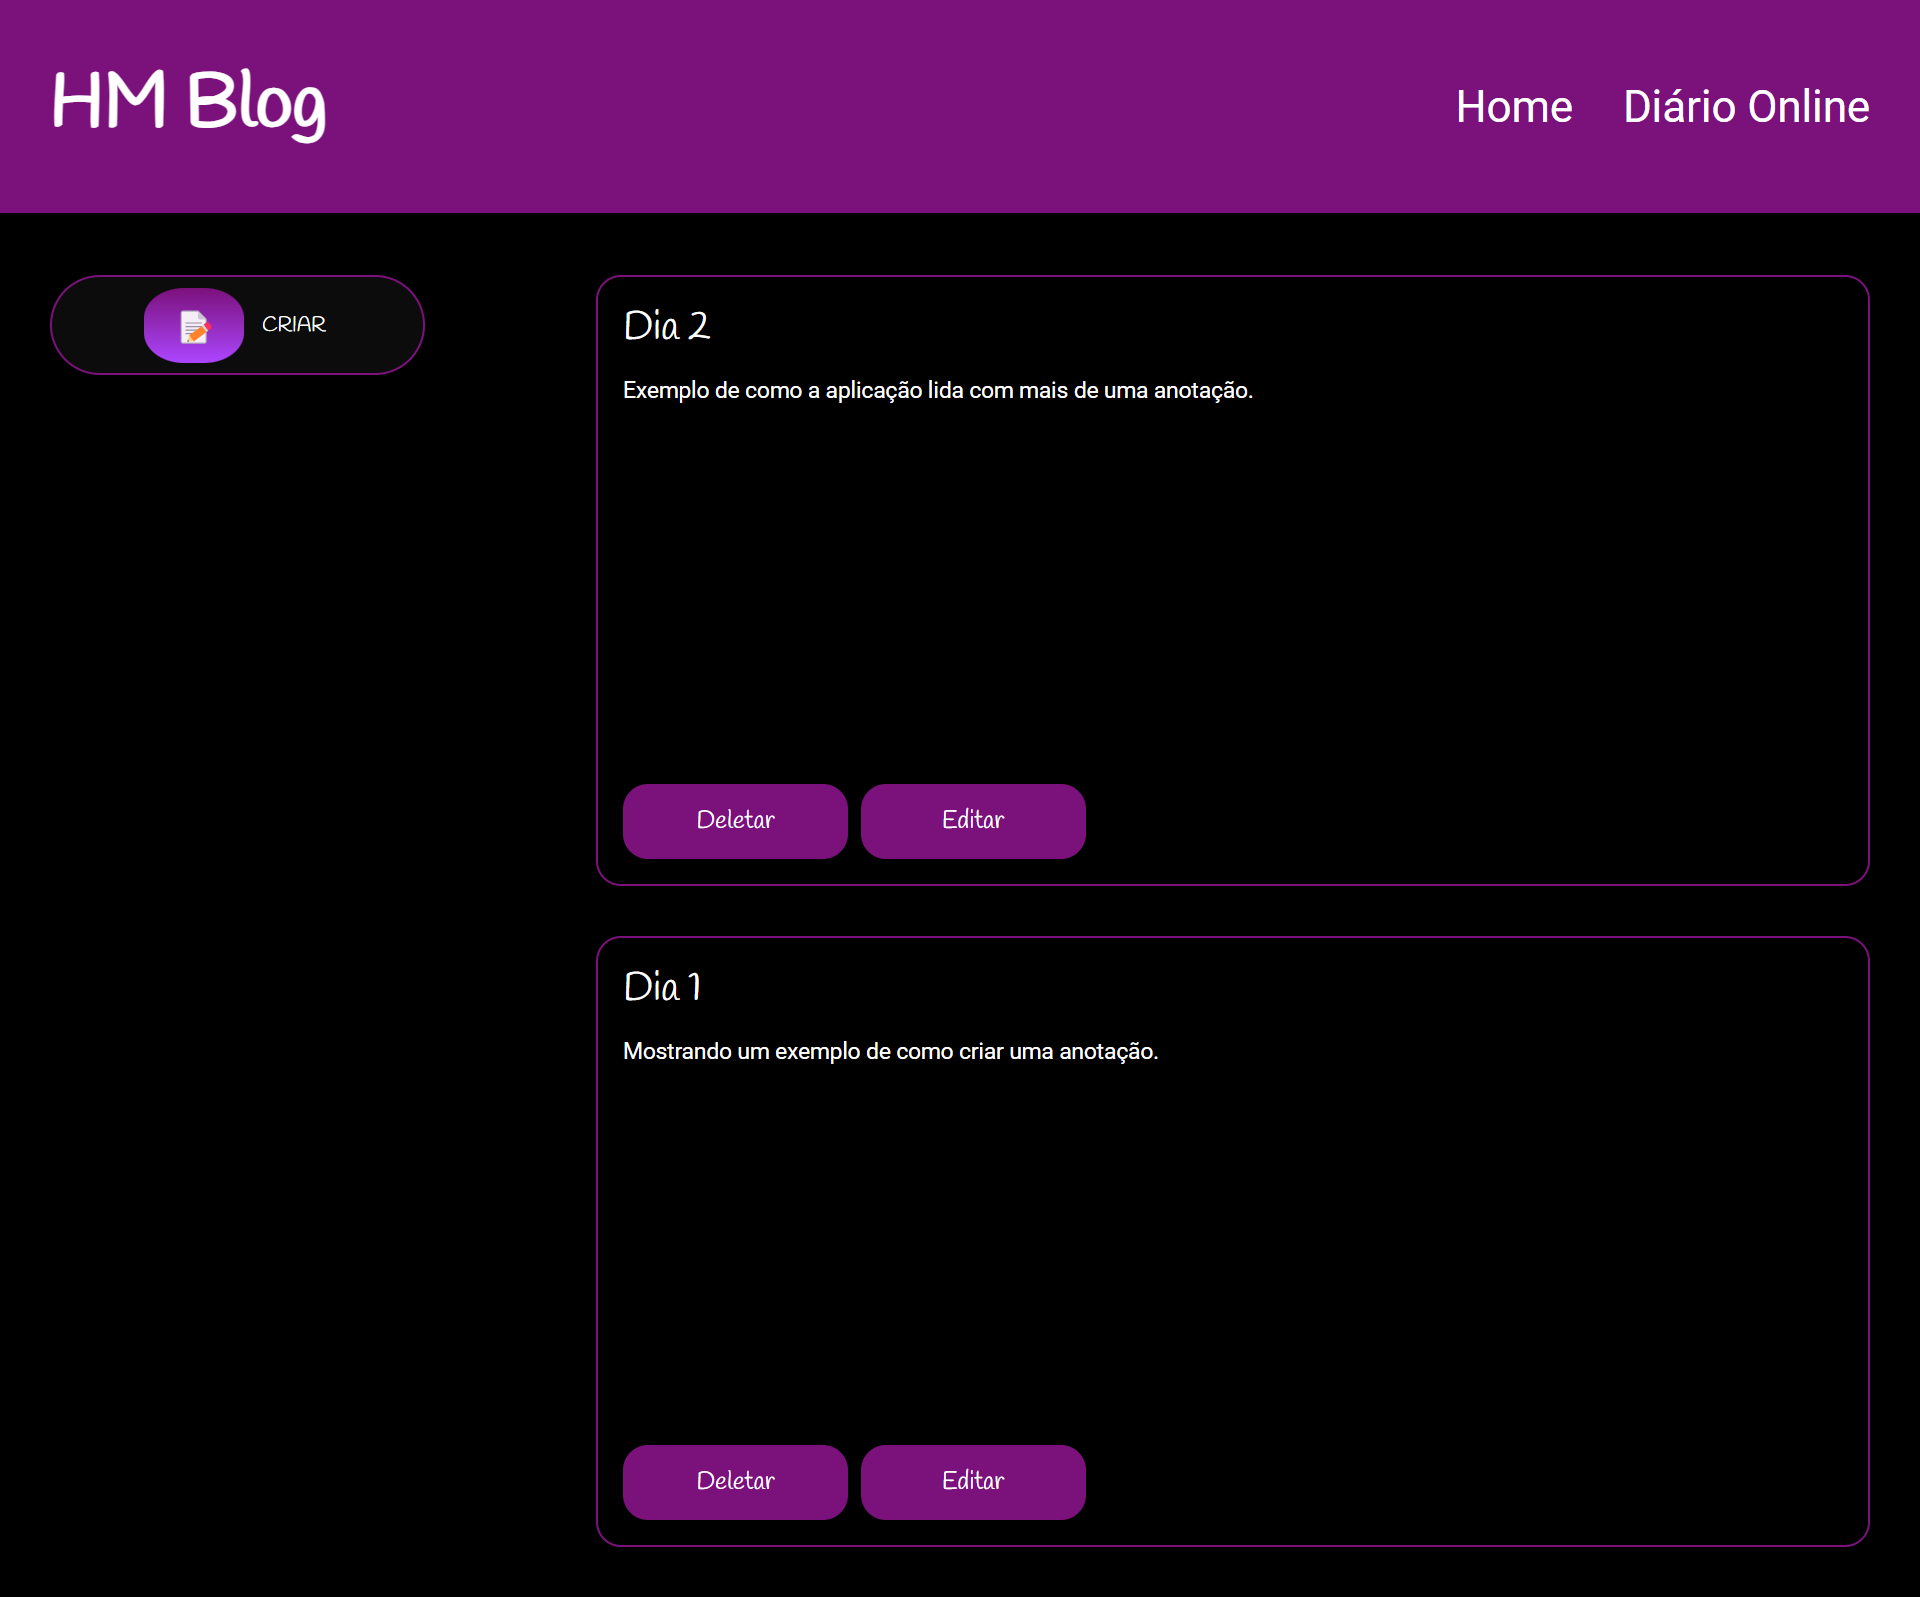 HM Blog
Home
Diário Online
CRIAR
Dia 2
Exemplo de como a aplicação lida com mais de uma anotação.
Deletar
Editar
Dia 1
Mostrando um exemplo de como criar uma anotação.
Deletar
Editar